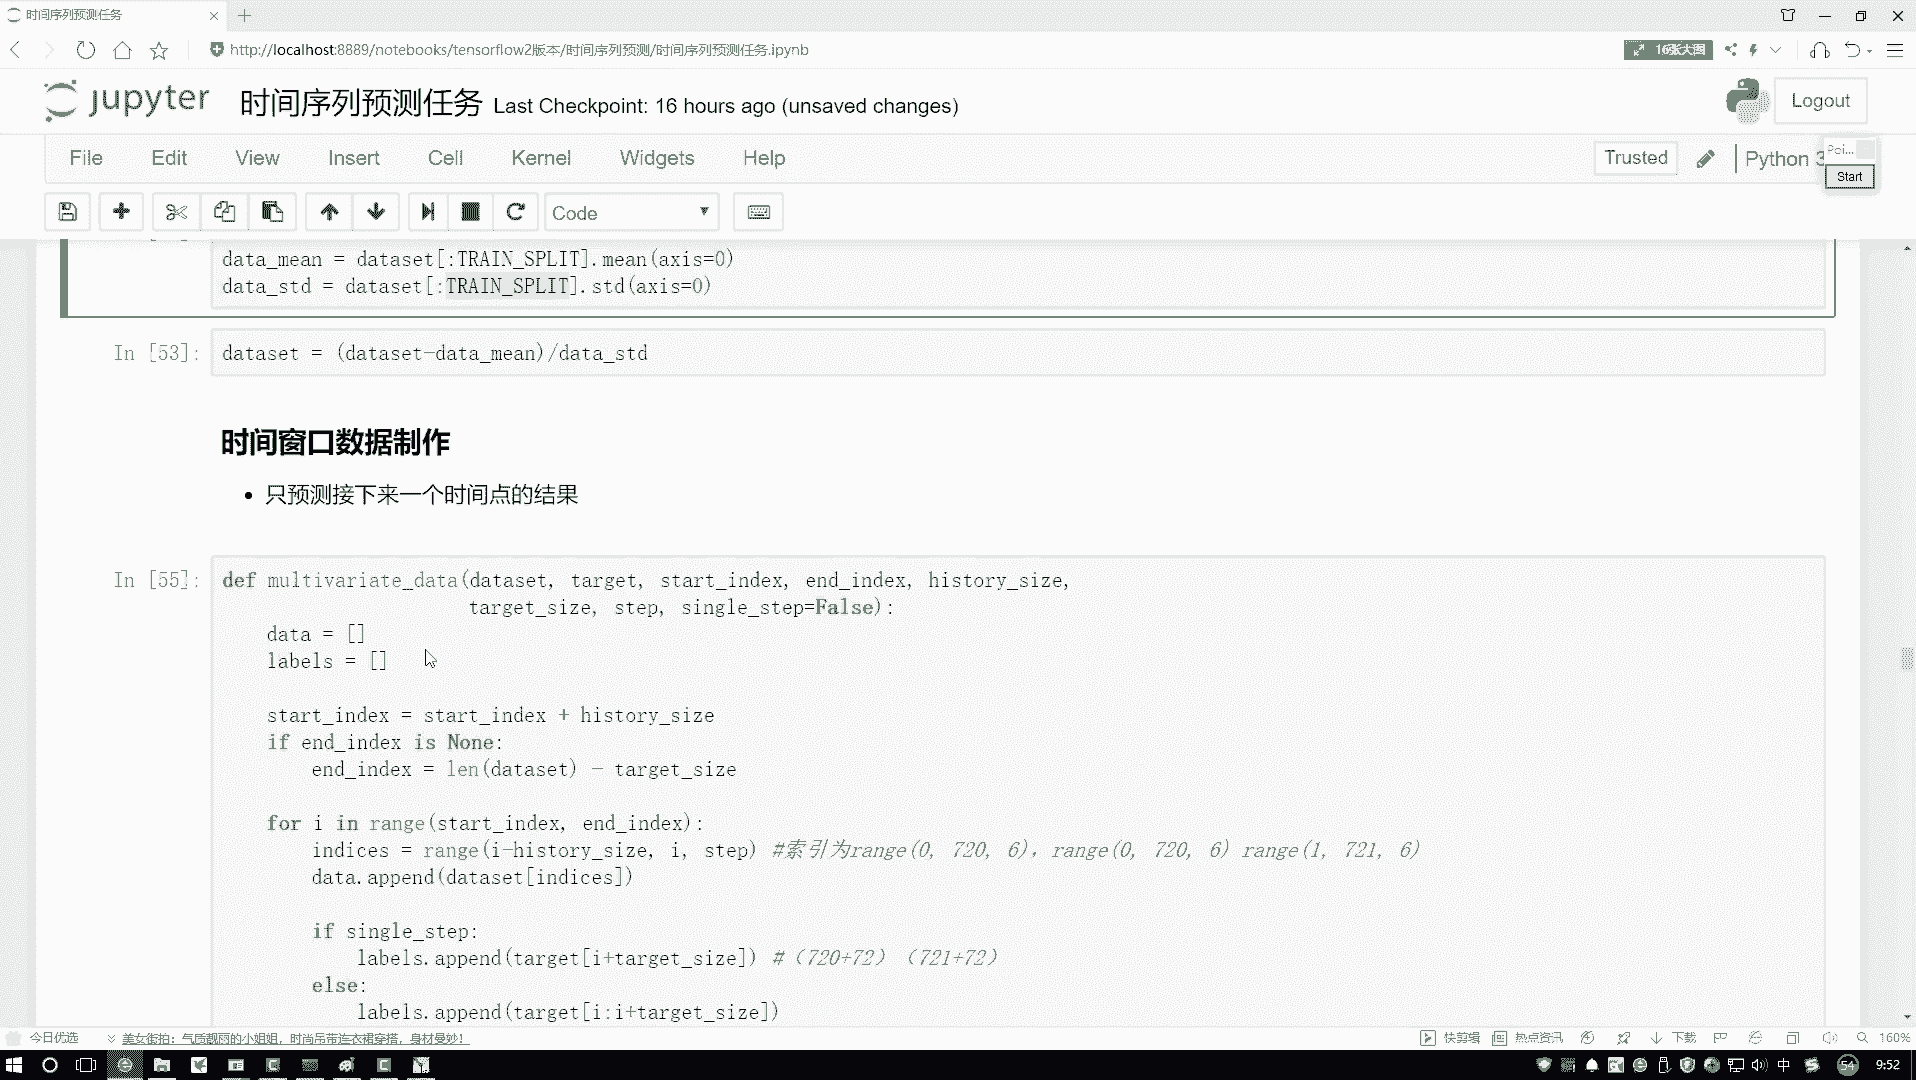 时间序列预测任务
http://localhost:8889/notebooks/tensorflow2版本/时间序列预测/时间序列预测任务.ipynb
16张大图
jupyter 时间序列预测任务 Last Checkpoint: 16 hours ago (unsaved changes)
Logout
File Edit View Insert Cell Kernel Widgets Help
Trusted
Python 3
Poi...
Start
Code
data_mean = dataset[:TRAIN_SPLIT].mean(axis=0)
data_std = dataset[:TRAIN_SPLIT].std(axis=0)
In [53]: dataset = (dataset-data_mean)/data_std
时间窗口数据制作
• 只预测接下来一个时间点的结果
In [55]: def multivariate_data(dataset, target, start_index, end_index, history_size,
target_size, step, single_step=False):
data = []
labels = []
start_index = start_index + history_size
if end_index is None:
end_index = len(dataset) - target_size
for i in range(start_index, end_index):
indices = range(i-history_size, i, step) #索引为range(0, 720, 6)，range(0, 720, 6) range(1, 721, 6)
data.append(dataset[indices])
if single_step:
labels.append(target[i+target_size]) #（720+72）（721+72）
else:
labels.append(target[i:i+target_size])
今日优选
美女街拍：气质靓丽的小姐姐，时尚吊带连衣裙穿搭，身材曼妙！
快剪辑
热点资讯
下载
160%
中
54
9:52